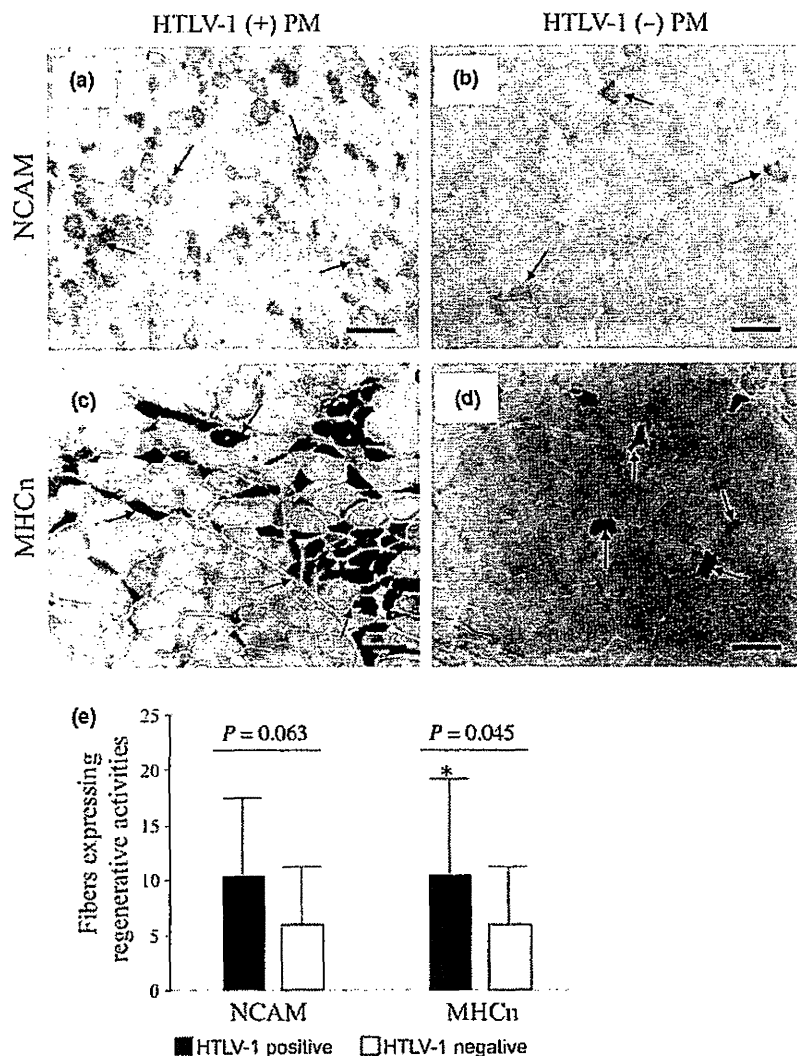 HTLV-1 (+) PM
HTLV-1 (−) PM
NCAM
(a)
(b)
MHCn
(c)
(d)
(e)
Fibers expressing
regenerative activities
25
20
15
10
5
0
P = 0.063
P = 0.045
*
NCAM
MHCn
HTLV-1 positive
HTLV-1 negative